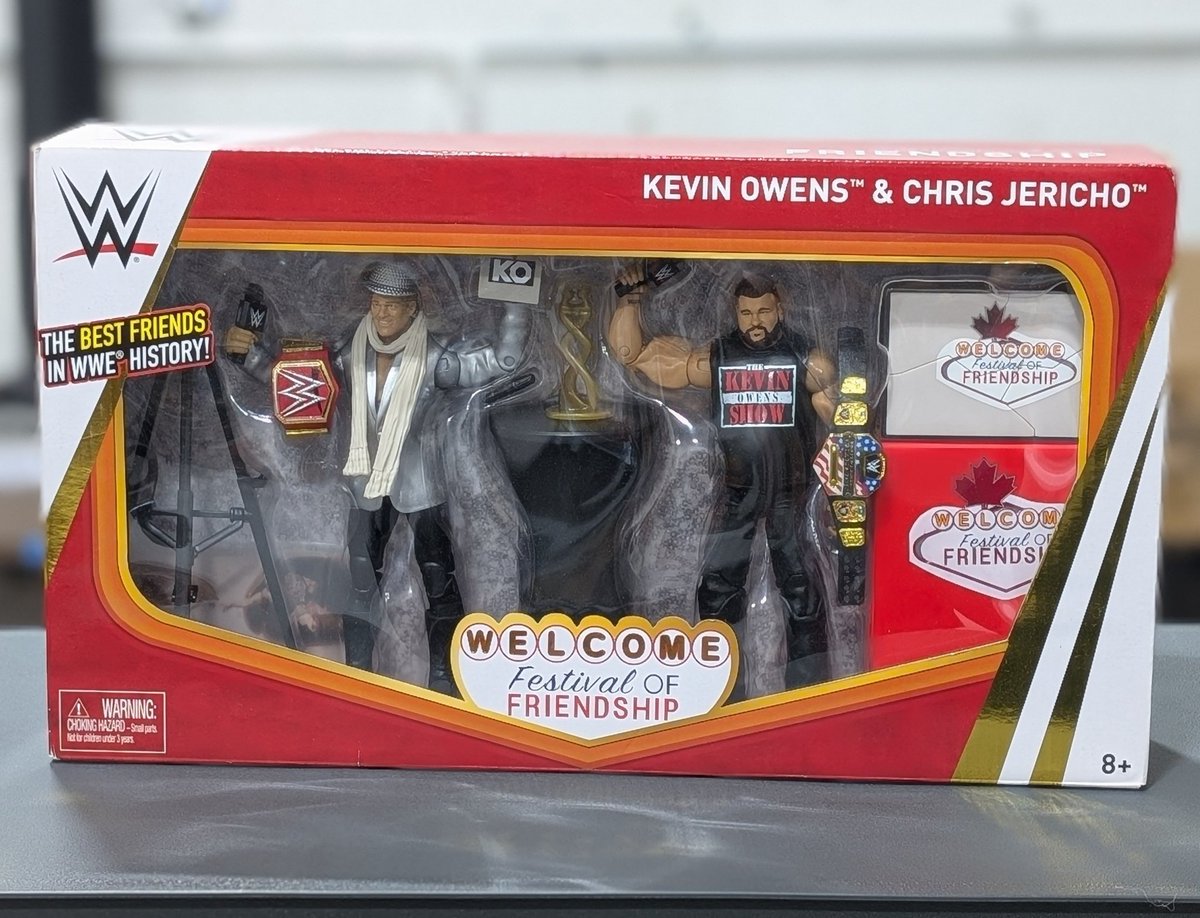 FRIENDSHIP
W
KEVIN OWENS™ & CHRIS JERICHO™
THE BEST FRIENDS
IN WWE® HISTORY!
KO
THE
KEVIN
OWENS
SHOW
WELCOME
Festival OF
FRIENDSHIP
WELCOM
Festival OF
FRIENDSHI
WELCOME
Festival OF
FRIENDSHIP
WARNING:
CHOKING HAZARD – Small parts.
Not for children under 3 years.
8+